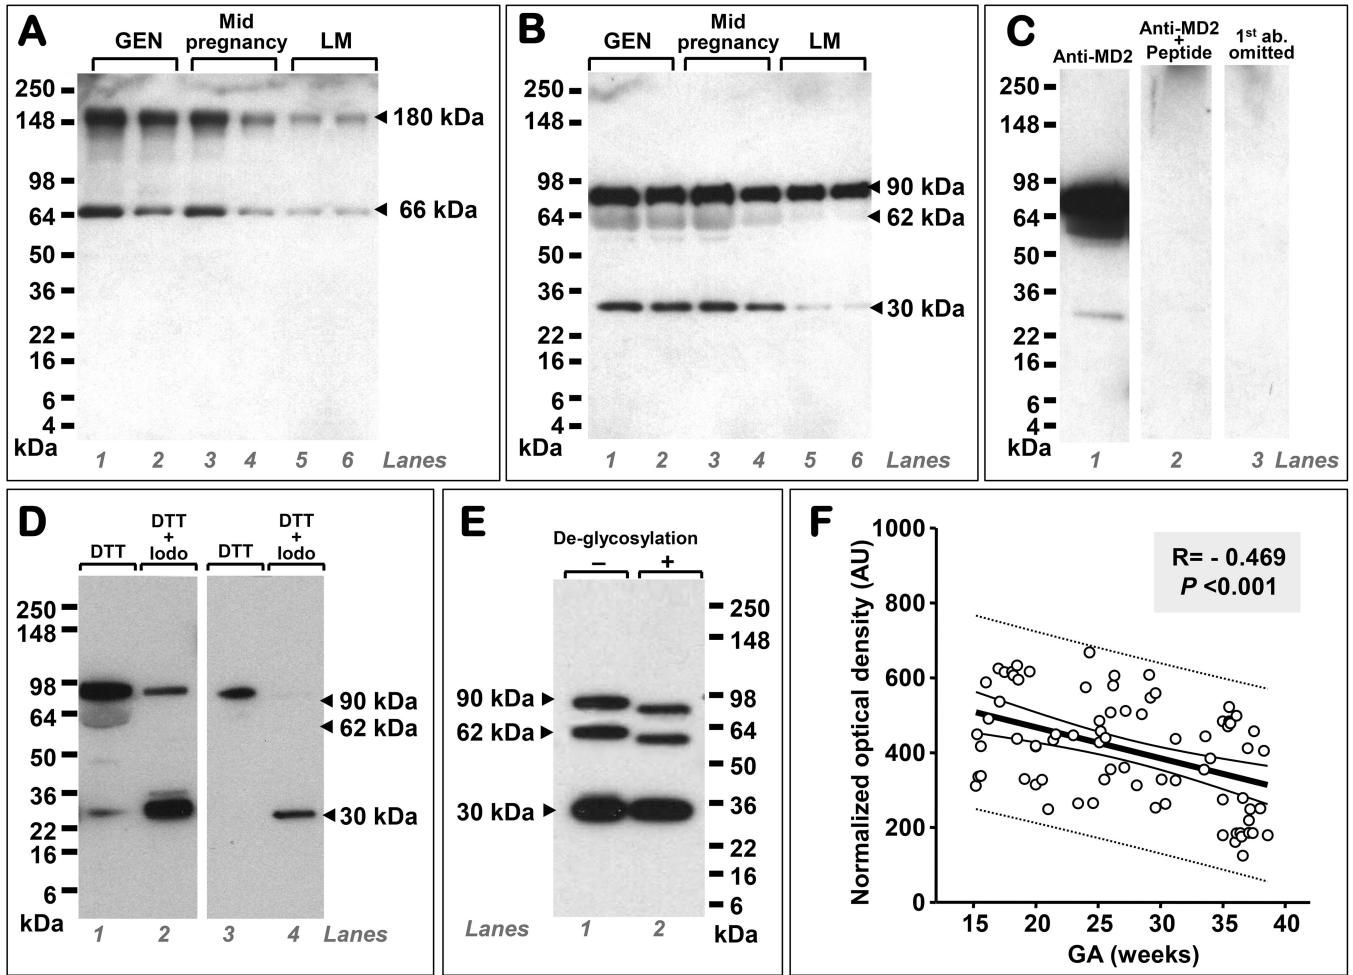 A
GEN
Mid
pregnancy
LM
250
148
98
64
50
36
22
16
6
4
kDa
180 kDa
66 kDa
1 2 3 4 5 6 Lanes
B
GEN
Mid
pregnancy
LM
250
148
98
64
50
36
22
16
6
4
kDa
90 kDa
62 kDa
30 kDa
1 2 3 4 5 6 Lanes
C
Anti-MD2
Anti-MD2
+
Peptide
1st ab.
omitted
250
148
98
64
50
36
22
16
6
4
kDa
1 2 3 Lanes
D
DTT
DTT
+
Iodo
DTT
DTT
+
Iodo
250
148
98
64
50
36
22
16
6
kDa
90 kDa
62 kDa
30 kDa
1 2 3 4 Lanes
E
De-glycosylation
– +
90 kDa
62 kDa
30 kDa
250
148
98
64
50
36
22
16
6
kDa
Lanes 1 2
F
Normalized optical density (AU)
1000
800
600
400
200
0
R= - 0.469
P <0.001
15 20 25 30 35 40
GA (weeks)